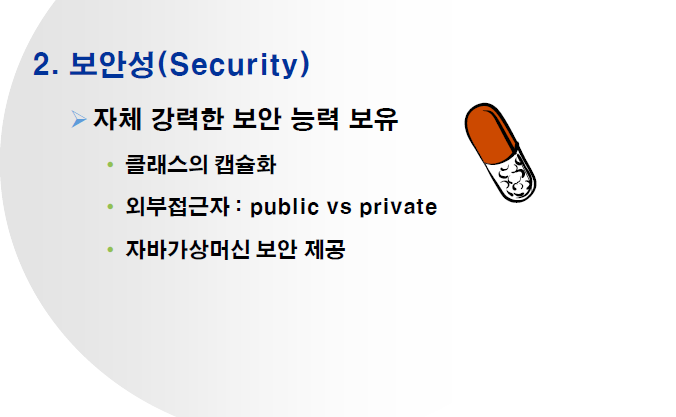 2. 보안성(Security)
➢ 자체 강력한 보안 능력 보유
• 클래스의 캡슐화
• 외부접근자 : public vs private
• 자바가상머신 보안 제공